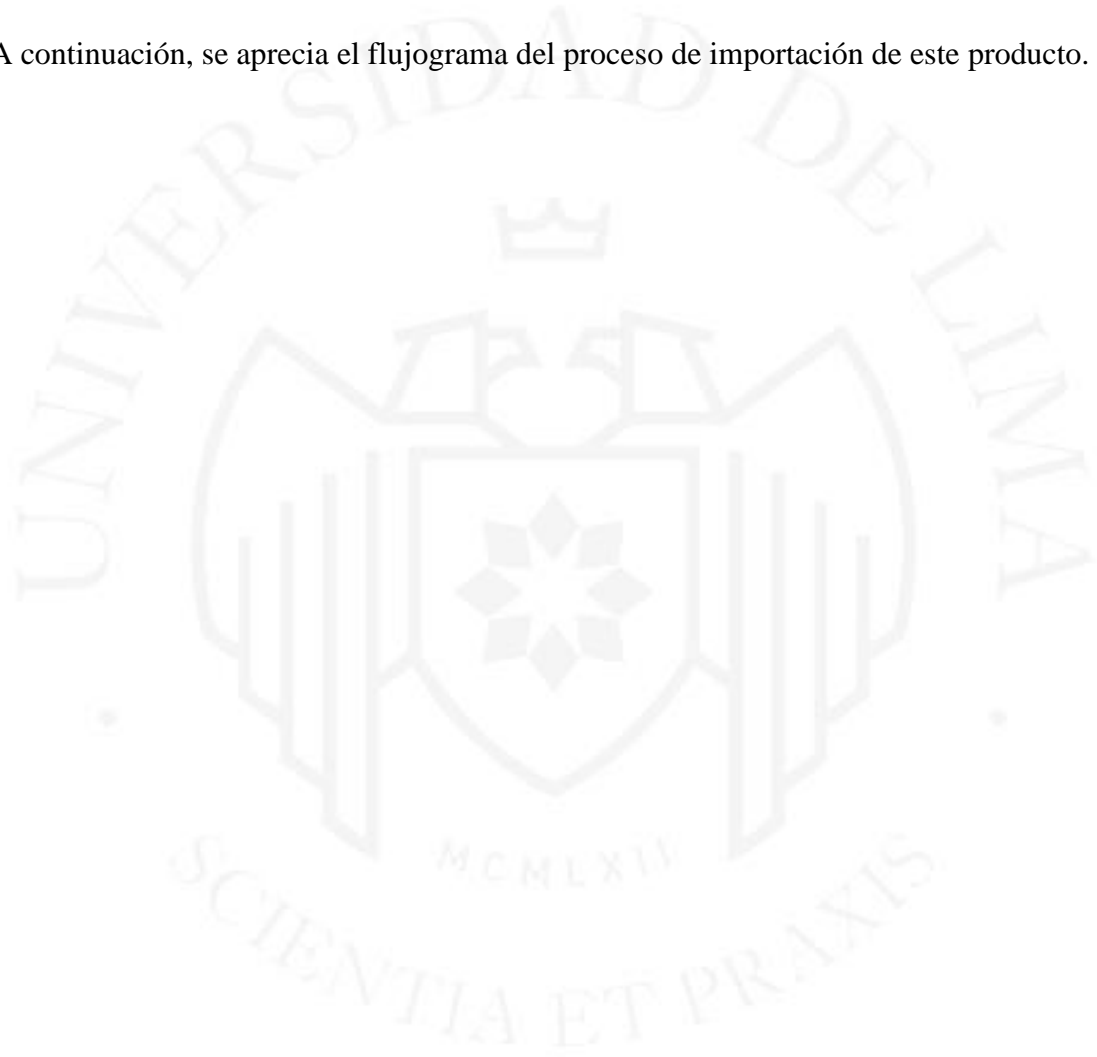 A continuación, se aprecia el flujograma del proceso de importación de este producto.
UNIVERSIDAD DE LIMA
MCMLXII
SCIENTIA ET PRAXIS